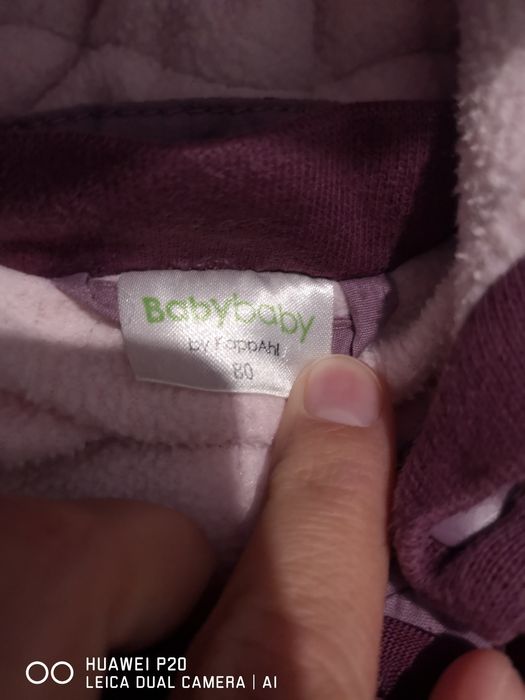 Babybaby
by KappAhl
80
HUAWEI P20
LEICA DUAL CAMERA | AI